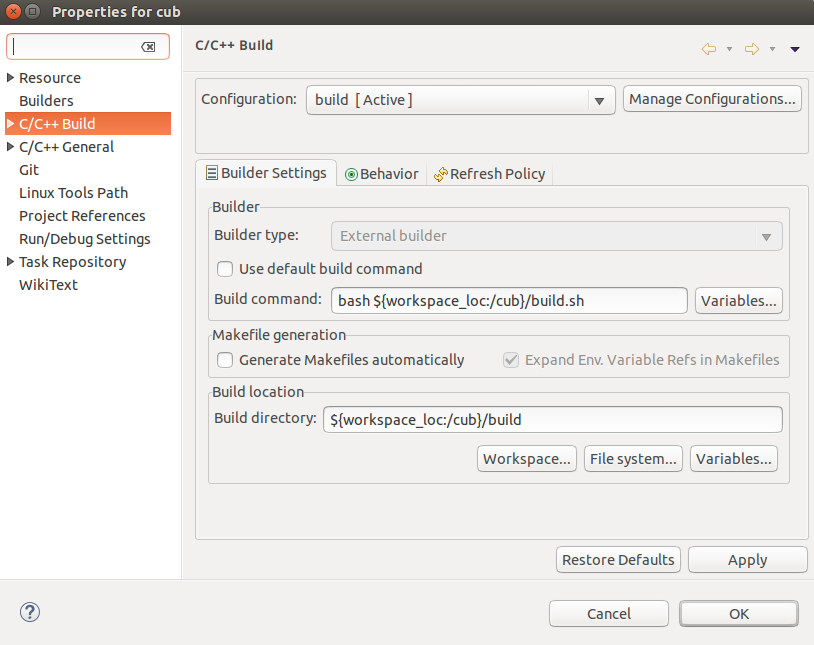 Properties for cub
C/C++ Build
Resource
Builders
C/C++ Build
C/C++ General
Git
Linux Tools Path
Project References
Run/Debug Settings
Task Repository
WikiText
Configuration: build [ Active ] Manage Configurations...
Builder Settings Behavior Refresh Policy
Builder
Builder type: External builder
Use default build command
Build command: bash ${workspace_loc:/cub}/build.sh Variables...
Makefile generation
Generate Makefiles automatically Expand Env. Variable Refs in Makefiles
Build location
Build directory: ${workspace_loc:/cub}/build
Workspace... File system... Variables...
Restore Defaults Apply
? Cancel OK